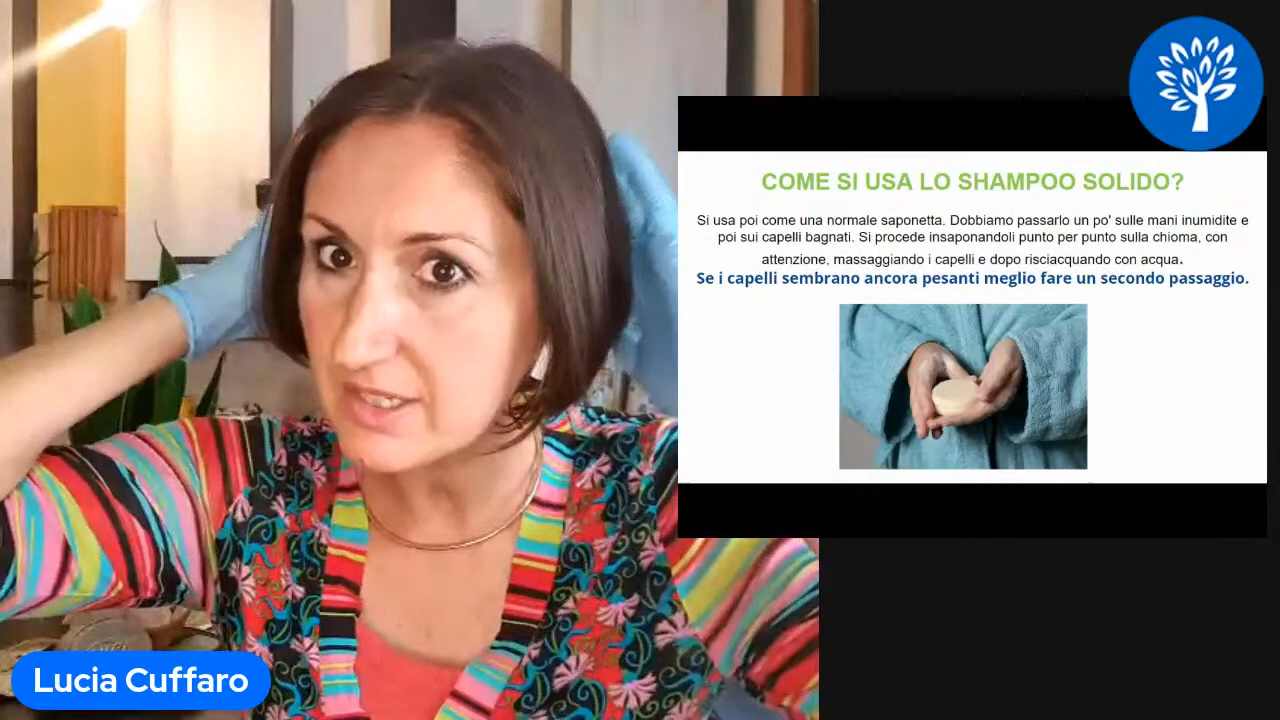 COME SI USA LO SHAMPOO SOLIDO?
Si usa poi come una normale saponetta. Dobbiamo passarlo un po' sulle mani inumidite e
poi sui capelli bagnati. Si procede insaponandoli punto per punto sulla chioma, con
attenzione, massaggiando i capelli e dopo risciacquando con acqua.
Se i capelli sembrano ancora pesanti meglio fare un secondo passaggio.
Lucia Cuffaro